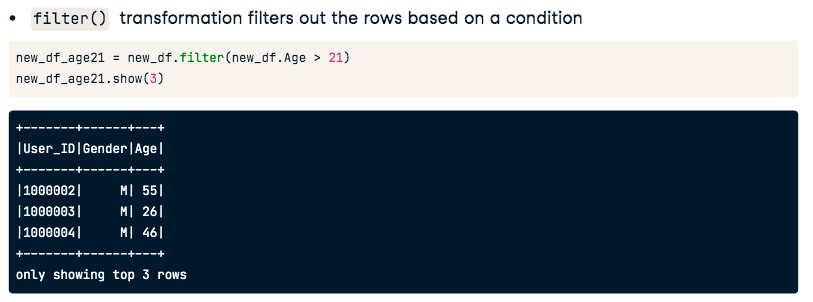 • filter() transformation filters out the rows based on a condition
new_df_age21 = new_df.filter(new_df.Age > 21)
new_df_age21.show(3)
+-------+------+---+
|User_ID|Gender|Age|
+-------+------+---+
|1000002|     M| 55|
|1000003|     M| 26|
|1000004|     M| 46|
+-------+------+---+
only showing top 3 rows